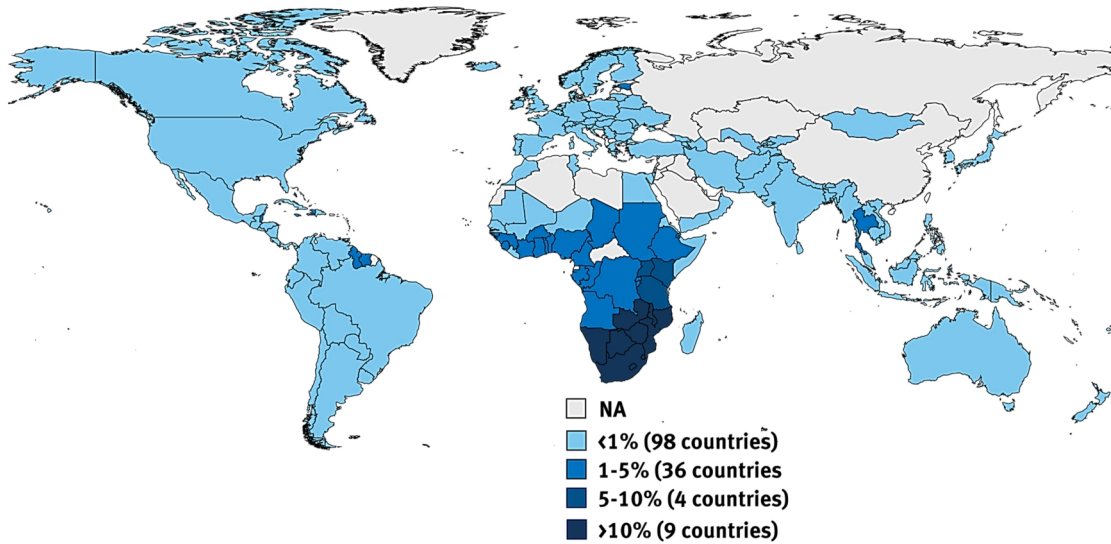 NA
<1% (98 countries)
1-5% (36 countries
5-10% (4 countries)
>10% (9 countries)